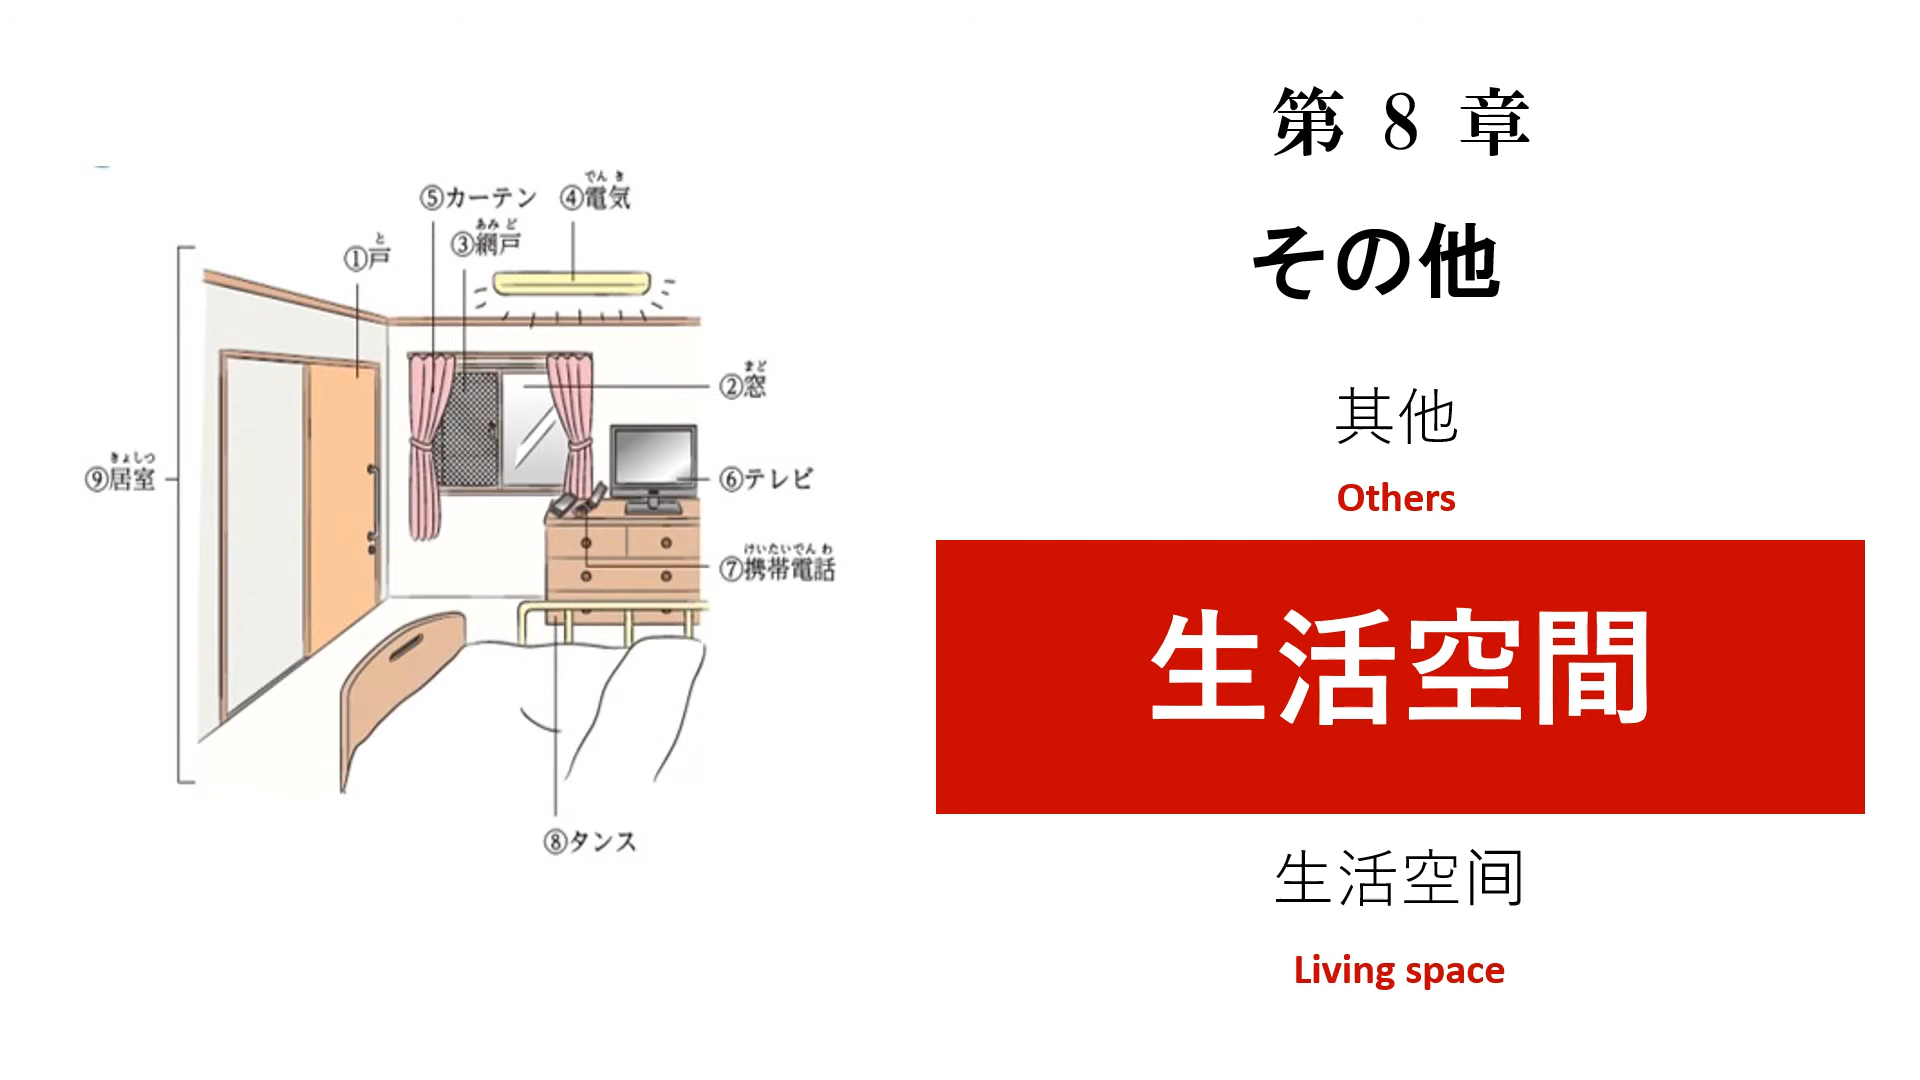 でんき
⑤カーテン ④電気
あみど
③網戸
と
①戸
まど
②窓
きょしつ
⑨居室
⑥テレビ
けいたいでんわ
⑦携帯電話
⑧タンス
第 8 章
その他
其他
Others
生活空間
生活空间
Living space